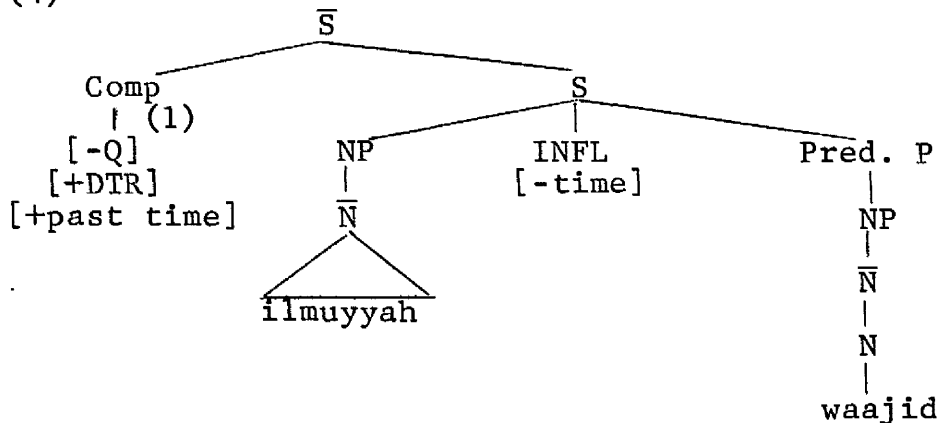 S̅
Comp S
(1)
[-Q] NP INFL Pred. P
[+DTR] [-time]
[+past time] N̅ NP
N̅
ilmuyyah
N
waajid